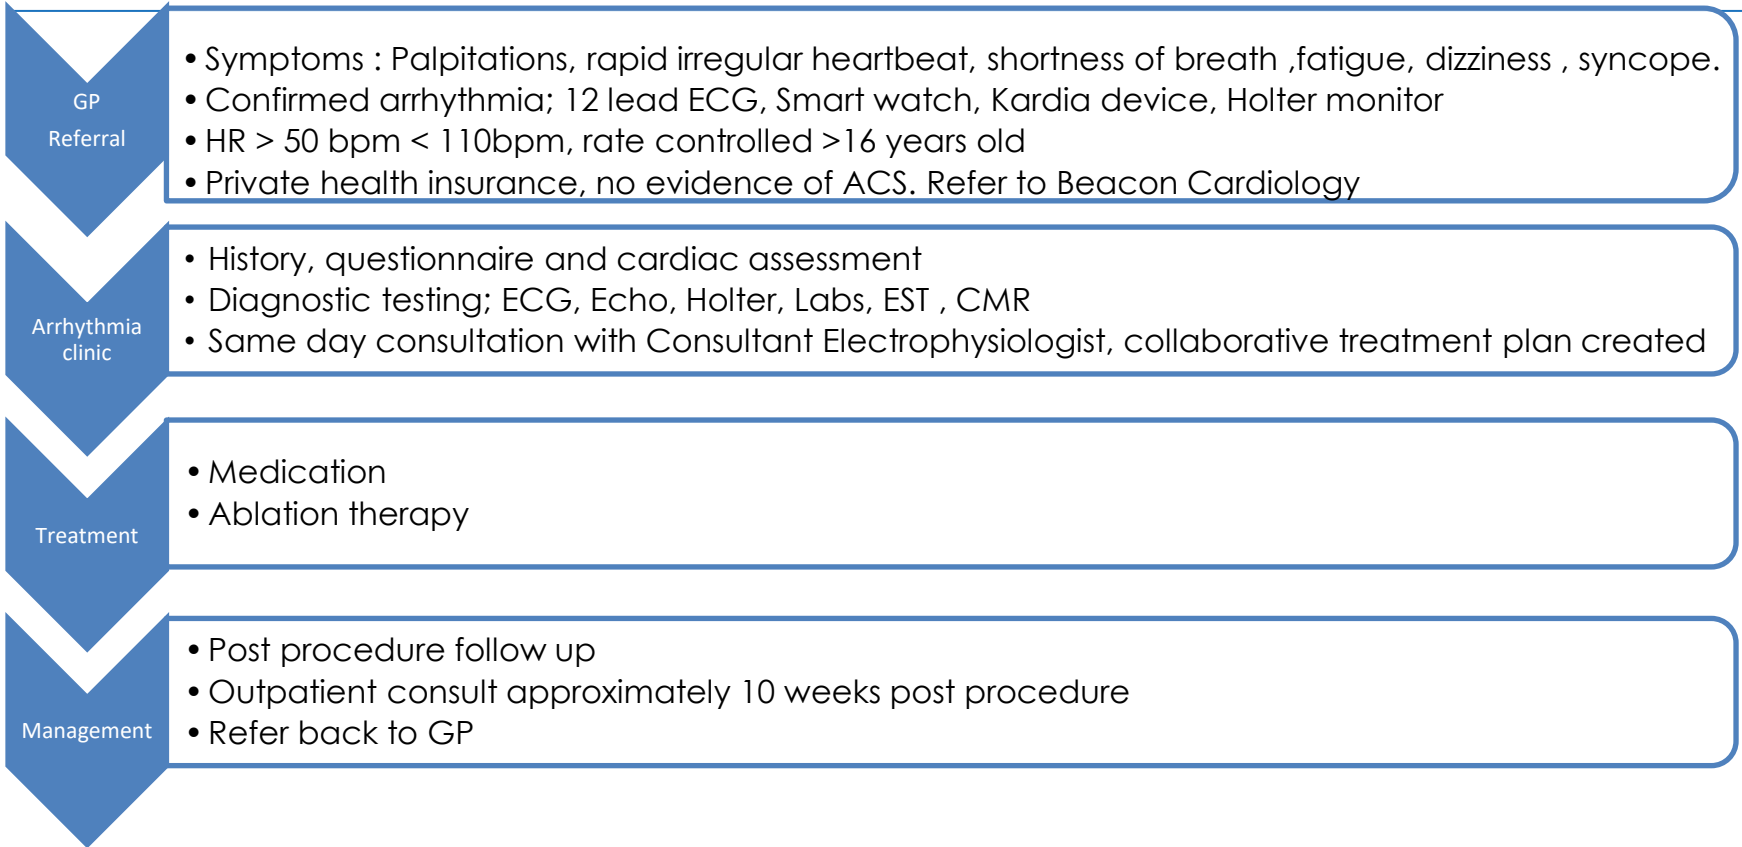 GP
Referral
• Symptoms : Palpitations, rapid irregular heartbeat, shortness of breath ,fatigue, dizziness , syncope.
• Confirmed arrhythmia; 12 lead ECG, Smart watch, Kardia device, Holter monitor
• HR > 50 bpm < 110bpm, rate controlled >16 years old
• Private health insurance, no evidence of ACS. Refer to Beacon Cardiology
Arrhythmia
clinic
• History, questionnaire and cardiac assessment
• Diagnostic testing; ECG, Echo, Holter, Labs, EST , CMR
• Same day consultation with Consultant Electrophysiologist, collaborative treatment plan created
Treatment
• Medication
• Ablation therapy
Management
• Post procedure follow up
• Outpatient consult approximately 10 weeks post procedure
• Refer back to GP